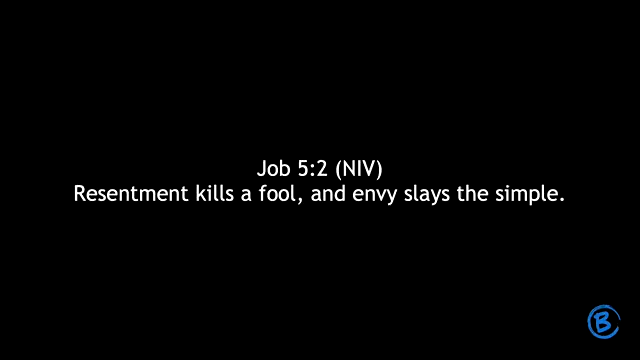 Job 5:2 (NIV)
Resentment kills a fool, and envy slays the simple.
B